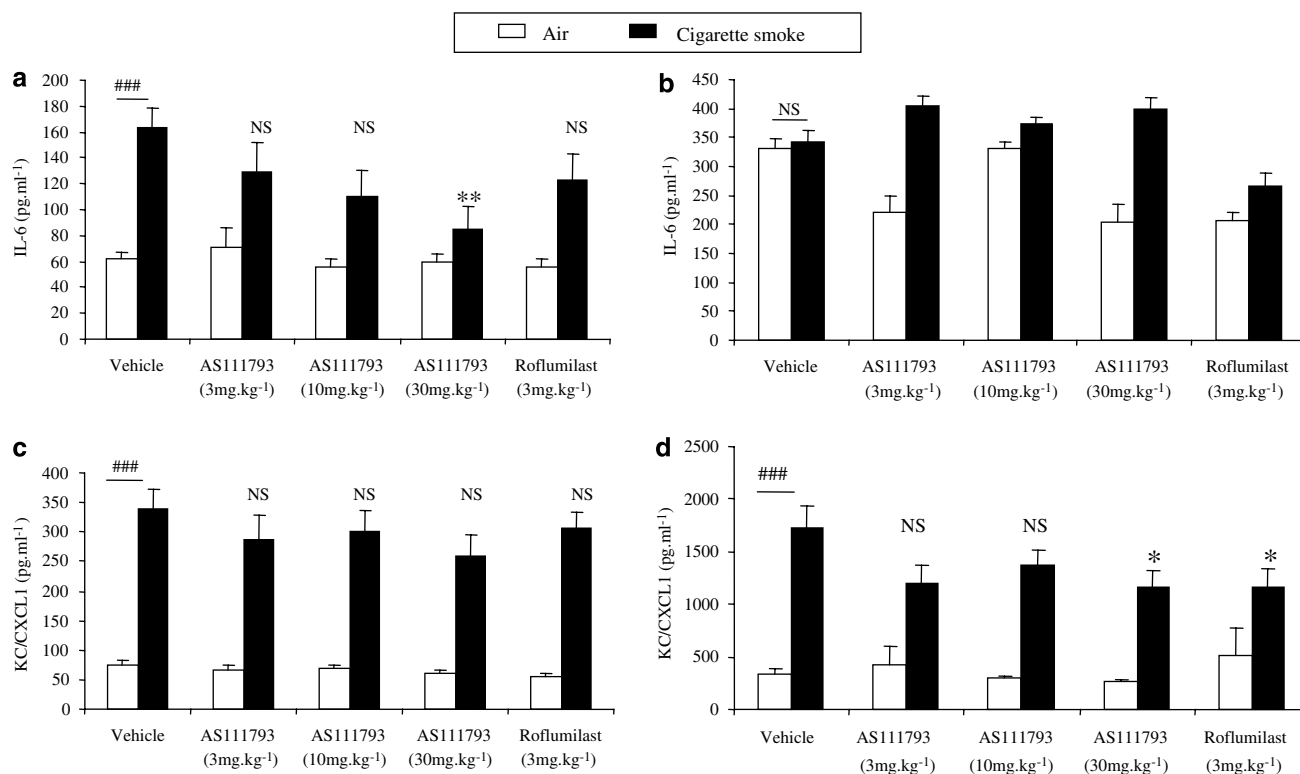 Air Cigarette smoke
a
200
180
160
140
120
100
80
60
40
20
0
IL-6 (pg.ml⁻¹)
###
NS
NS
**
NS
Vehicle AS111793 AS111793 AS111793 Roflumilast
(3mg.kg⁻¹) (10mg.kg⁻¹) (30mg.kg⁻¹) (3mg.kg⁻¹)
b
450
400
350
300
250
200
150
100
50
0
IL-6 (pg.ml⁻¹)
NS
Vehicle AS111793 AS111793 AS111793 Roflumilast
(3mg.kg⁻¹) (10mg.kg⁻¹) (30mg.kg⁻¹) (3mg.kg⁻¹)
c
400
350
300
250
200
150
100
50
0
KC/CXCL1 (pg.ml⁻¹)
###
NS
NS
NS
NS
Vehicle AS111793 AS111793 AS111793 Roflumilast
(3mg.kg⁻¹) (10mg.kg⁻¹) (30mg.kg⁻¹) (3mg.kg⁻¹)
d
2500
2000
1500
1000
500
0
KC/CXCL1 (pg.ml⁻¹)
###
NS
NS
*
*
Vehicle AS111793 AS111793 AS111793 Roflumilast
(3mg.kg⁻¹) (10mg.kg⁻¹) (30mg.kg⁻¹) (3mg.kg⁻¹)